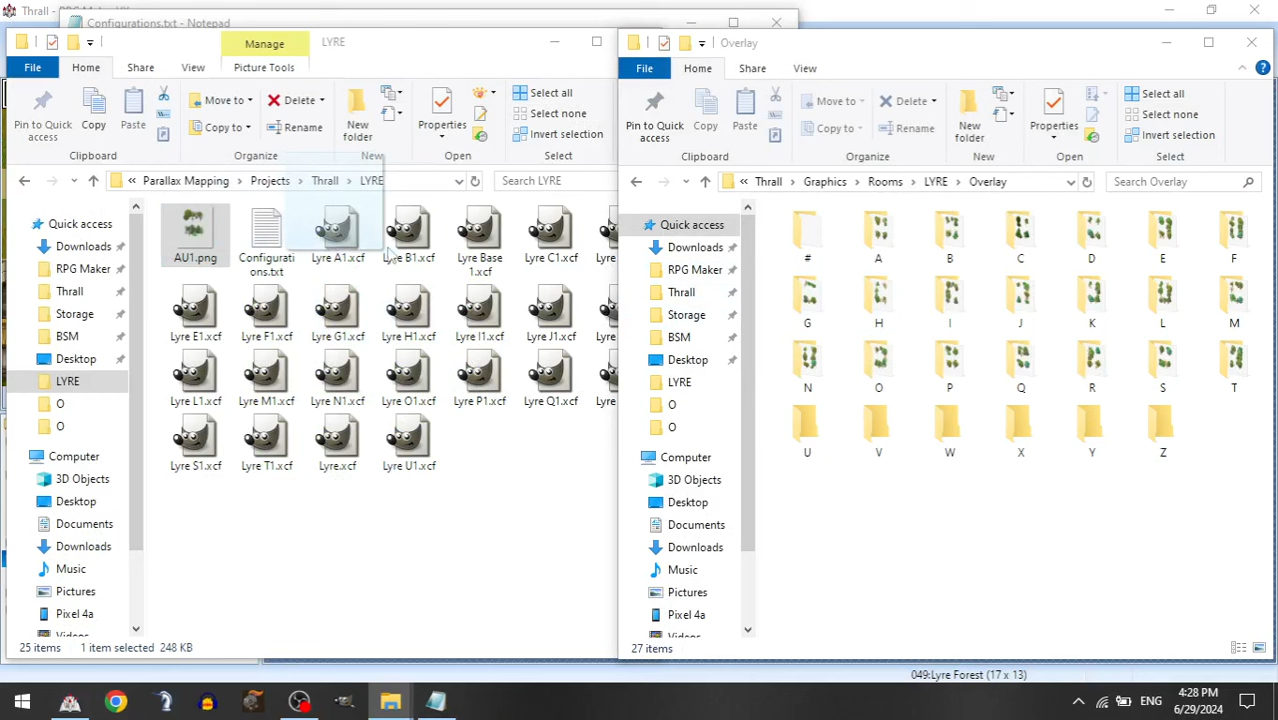 Thrall - RPG Maker
Configurations.txt - Notepad
Manage
LYRE
Overlay
File
Home
Share
View
Picture Tools
File
Home
Share
View
Pin to Quick access
Copy
Paste
Move to
Copy to
Delete
Rename
New folder
Properties
Select all
Select none
Invert selection
Clipboard
Organize
New
Open
Select
Pin to Quick access
Copy
Paste
Move to
Copy to
Delete
Rename
New folder
Properties
Select all
Select none
Invert selection
Clipboard
Organize
New
Open
Select
« Parallax Mapping › Projects › Thrall › LYRE
Search LYRE
« Thrall › Graphics › Rooms › LYRE › Overlay
Search Overlay
Quick access
Downloads
RPG Maker
Thrall
Storage
BSM
Desktop
LYRE
O
O
Computer
3D Objects
Desktop
Documents
Downloads
Music
Pictures
Pixel 4a
Videos
AU1.png
Configurati
ons.txt
Lyre A1.xcf
Lyre B1.xcf
Lyre Base
1.xcf
Lyre C1.xcf
Lyre E1.xcf
Lyre F1.xcf
Lyre G1.xcf
Lyre H1.xcf
Lyre I1.xcf
Lyre J1.xcf
Lyre L1.xcf
Lyre M1.xcf
Lyre N1.xcf
Lyre O1.xcf
Lyre P1.xcf
Lyre Q1.xcf
Lyre S1.xcf
Lyre T1.xcf
Lyre.xcf
Lyre U1.xcf
25 items
1 item selected 248 KB
Quick access
Downloads
RPG Maker
Thrall
Storage
BSM
Desktop
LYRE
O
O
Computer
3D Objects
Desktop
Documents
Downloads
Music
Pictures
Pixel 4a
# A B C D E F
G H I J K L M
N O P Q R S T
U V W X Y Z
27 items
049:Lyre Forest (17 x 13)
ENG
4:28 PM
6/29/2024